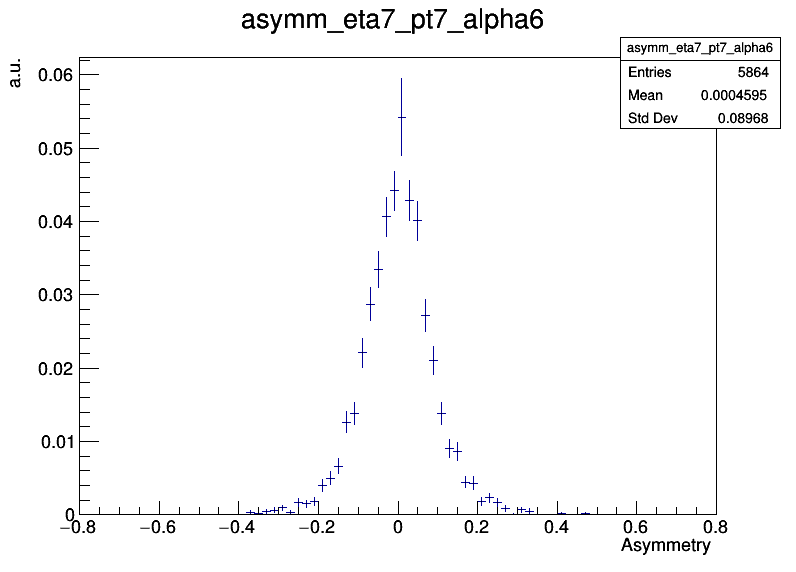 asymm_eta7_pt7_alpha6
a.u.
asymm_eta7_pt7_alpha6
Entries 5864
Mean 0.0004595
Std Dev 0.08968
0.06
0.05
0.04
0.03
0.02
0.01
0
−0.8 −0.6 −0.4 −0.2 0 0.2 0.4 0.6 0.8
Asymmetry